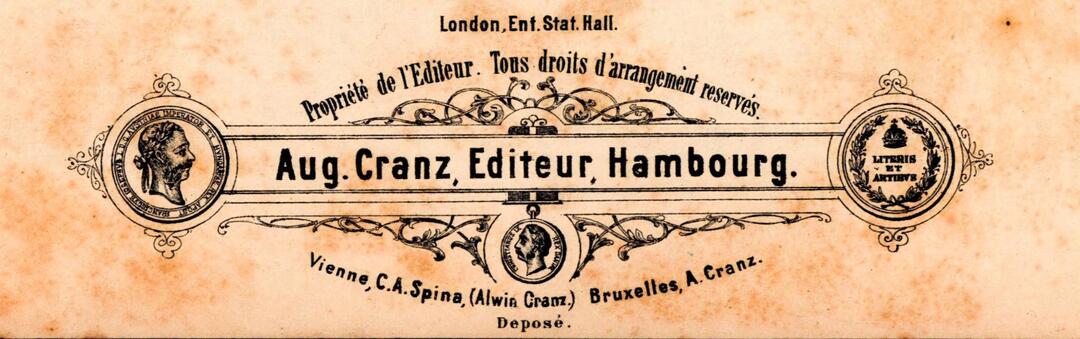 London, Ent. Stat. Hall.
Propriété de l'Editeur. Tous droits d'arrangement reservés.
Aug. Cranz, Editeur, Hambourg.
LITERIS
ET
ARTIBVS
Vienne, C.A. Spina, (Alwin Cranz.) Bruxelles, A. Cranz.
Deposé.